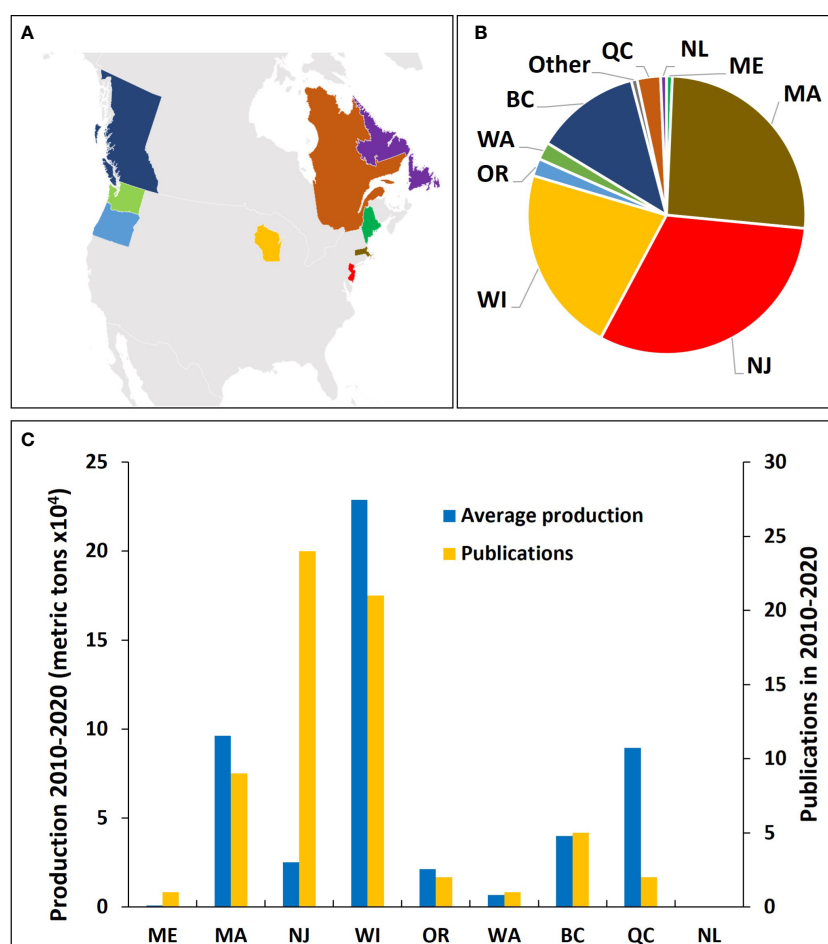 A
B
QC
NL
Other
ME
BC
MA
WA
OR
WI
NJ
C
Production 2010-2020 (metric tons x10⁴)
25
20
15
10
5
0
Average production
Publications
30
25
20
15
10
5
0
Publications in 2010-2020
ME MA NJ WI OR WA BC QC NL